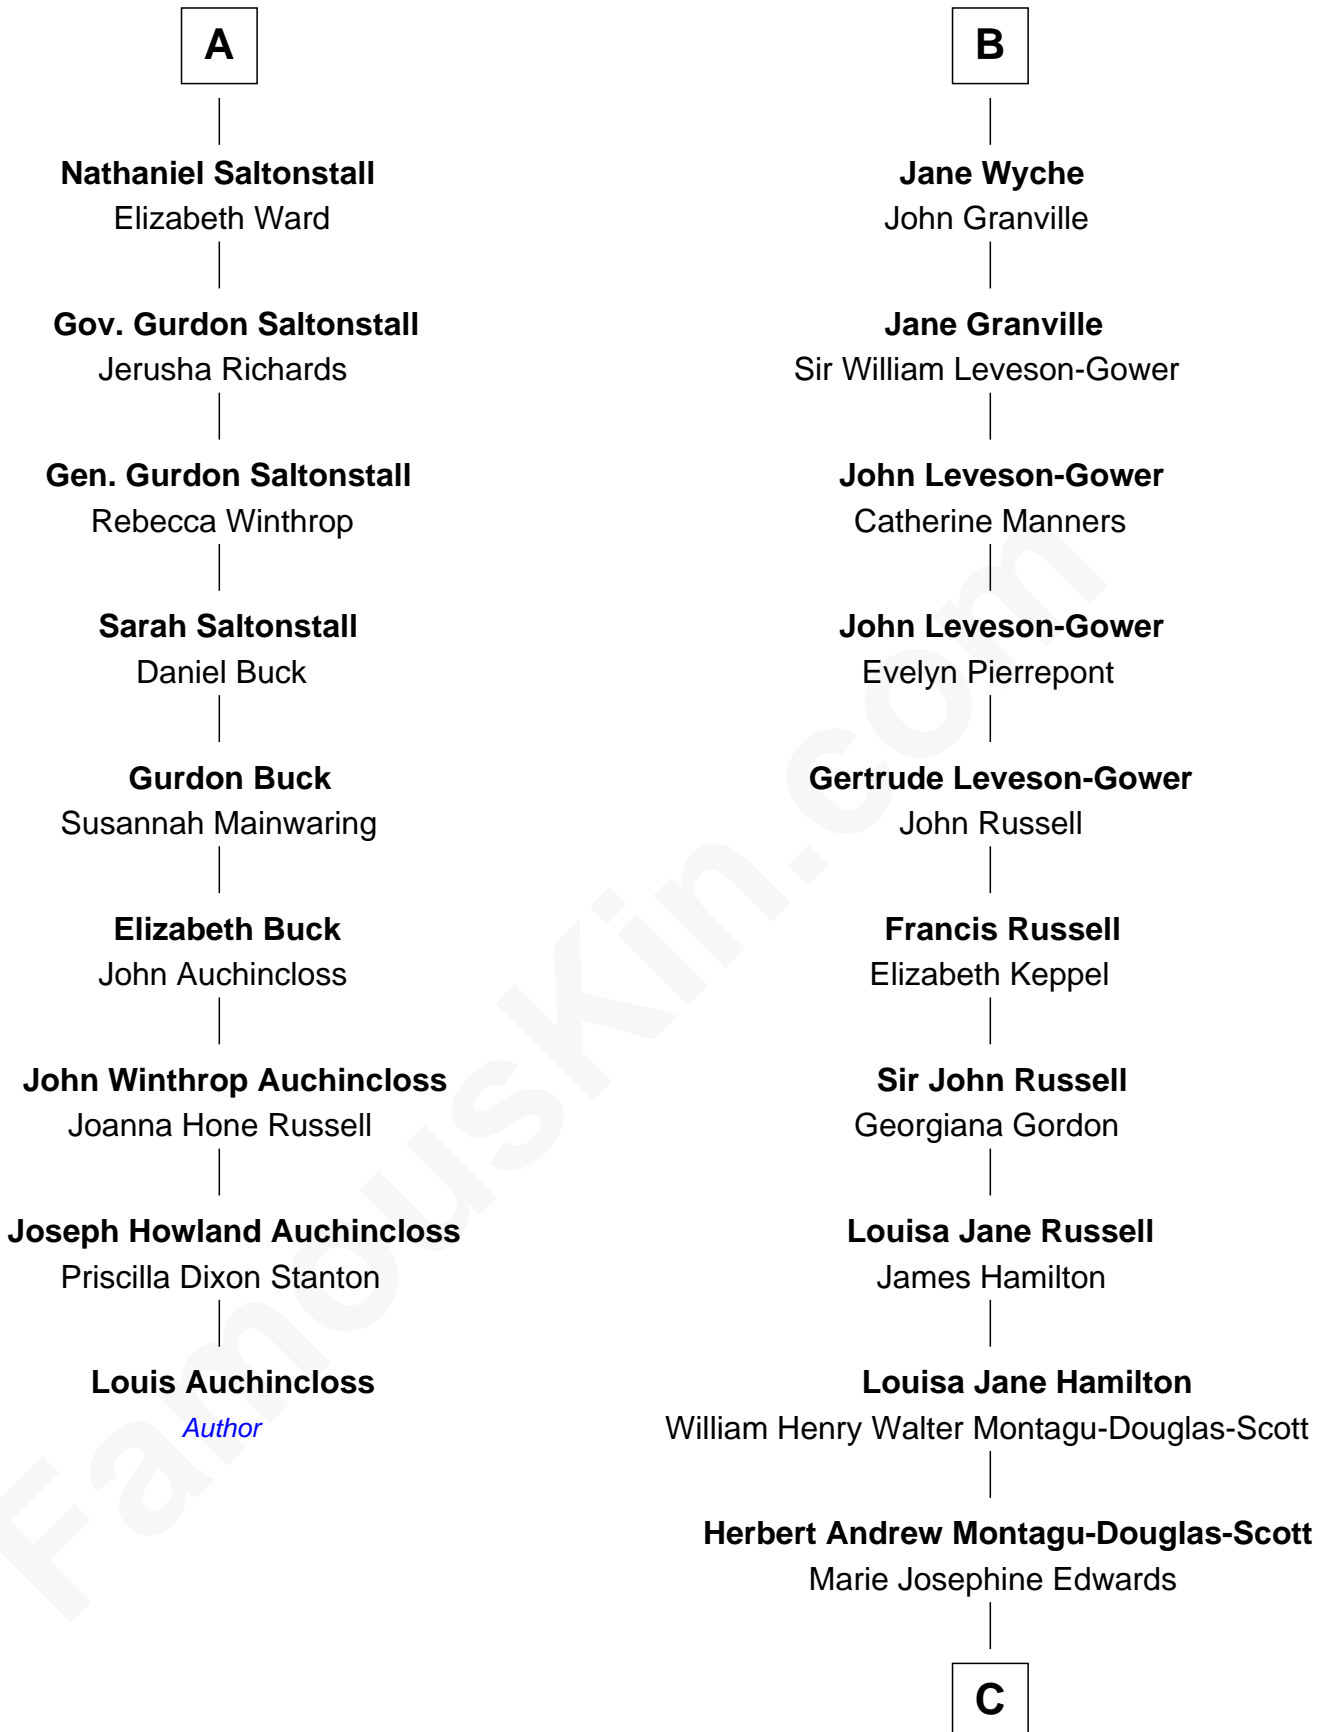 A
Nathaniel Saltonstall
Elizabeth Ward
Gov. Gurdon Saltonstall
Jerusha Richards
Gen. Gurdon Saltonstall
Rebecca Winthrop
Sarah Saltonstall
Daniel Buck
Gurdon Buck
Susannah Mainwaring
Elizabeth Buck
John Auchincloss
John Winthrop Auchincloss
Joanna Hone Russell
Joseph Howland Auchincloss
Priscilla Dixon Stanton
Louis Auchincloss
Author
B
Jane Wyche
John Granville
Jane Granville
Sir William Leveson-Gower
John Leveson-Gower
Catherine Manners
John Leveson-Gower
Evelyn Pierrepont
Gertrude Leveson-Gower
John Russell
Francis Russell
Elizabeth Keppel
Sir John Russell
Georgiana Gordon
Louisa Jane Russell
James Hamilton
Louisa Jane Hamilton
William Henry Walter Montagu-Douglas-Scott
Herbert Andrew Montagu-Douglas-Scott
Marie Josephine Edwards
C
FamousKin.com